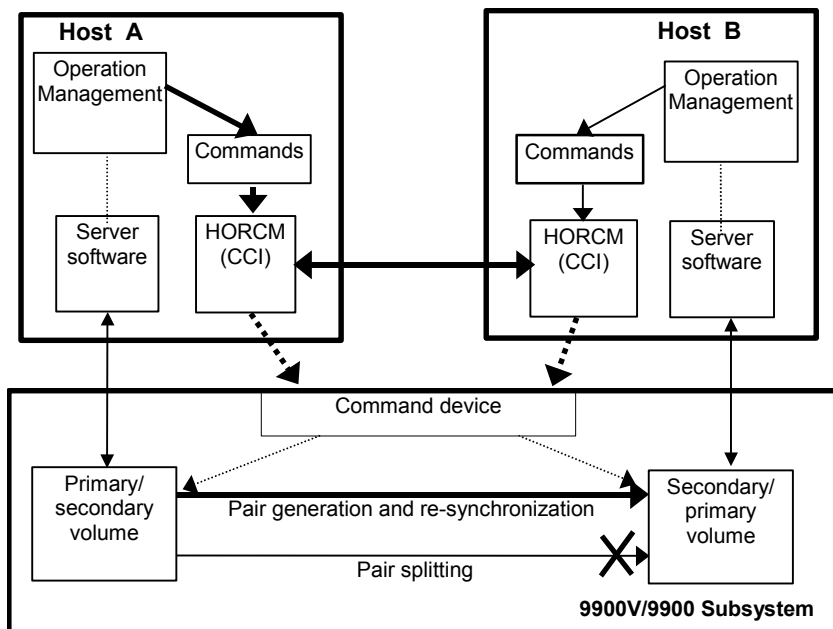 Host A
Operation
Management
Commands
Server
software
HORCM
(CCI)
Host B
Operation
Management
Commands
HORCM
(CCI)
Server
software
Command device
Primary/
secondary
volume
Pair generation and re-synchronization
Pair splitting
Secondary/
primary
volume
9900V/9900 Subsystem